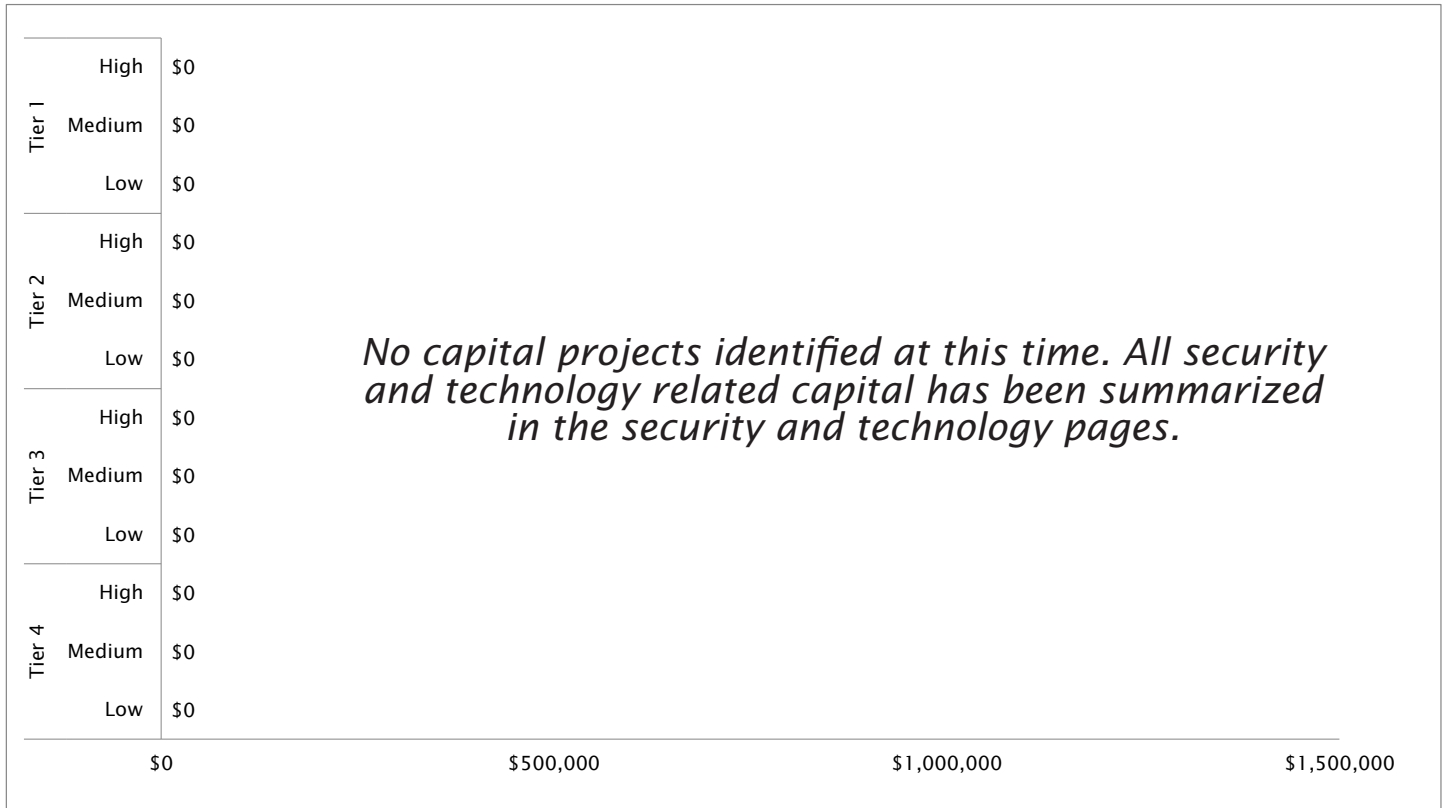 Tier 1
High $0
Medium $0
Low $0
Tier 2
High $0
Medium $0
Low $0
Tier 3
High $0
Medium $0
Low $0
Tier 4
High $0
Medium $0
Low $0
No capital projects identified at this time. All security
and technology related capital has been summarized
in the security and technology pages.
$0 $500,000 $1,000,000 $1,500,000